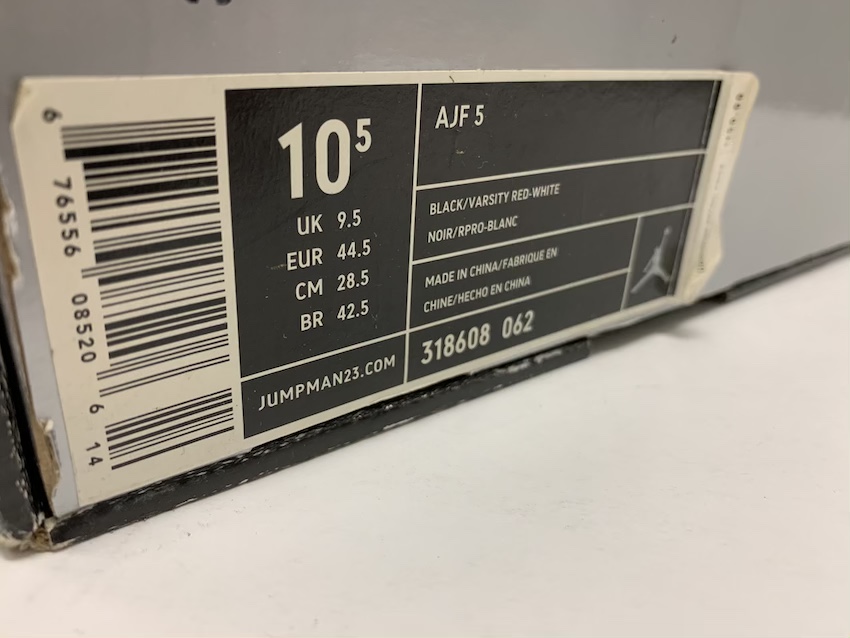 6 76556 08520 6 14
10 5
UK 9.5
EUR 44.5
CM 28.5
BR 42.5
JUMPMAN23.COM
AJF 5
BLACK/VARSITY RED-WHITE
NOIR/RPRO-BLANC
MADE IN CHINA/FABRIQUE EN
CHINE/HECHO EN CHINA
318608 062